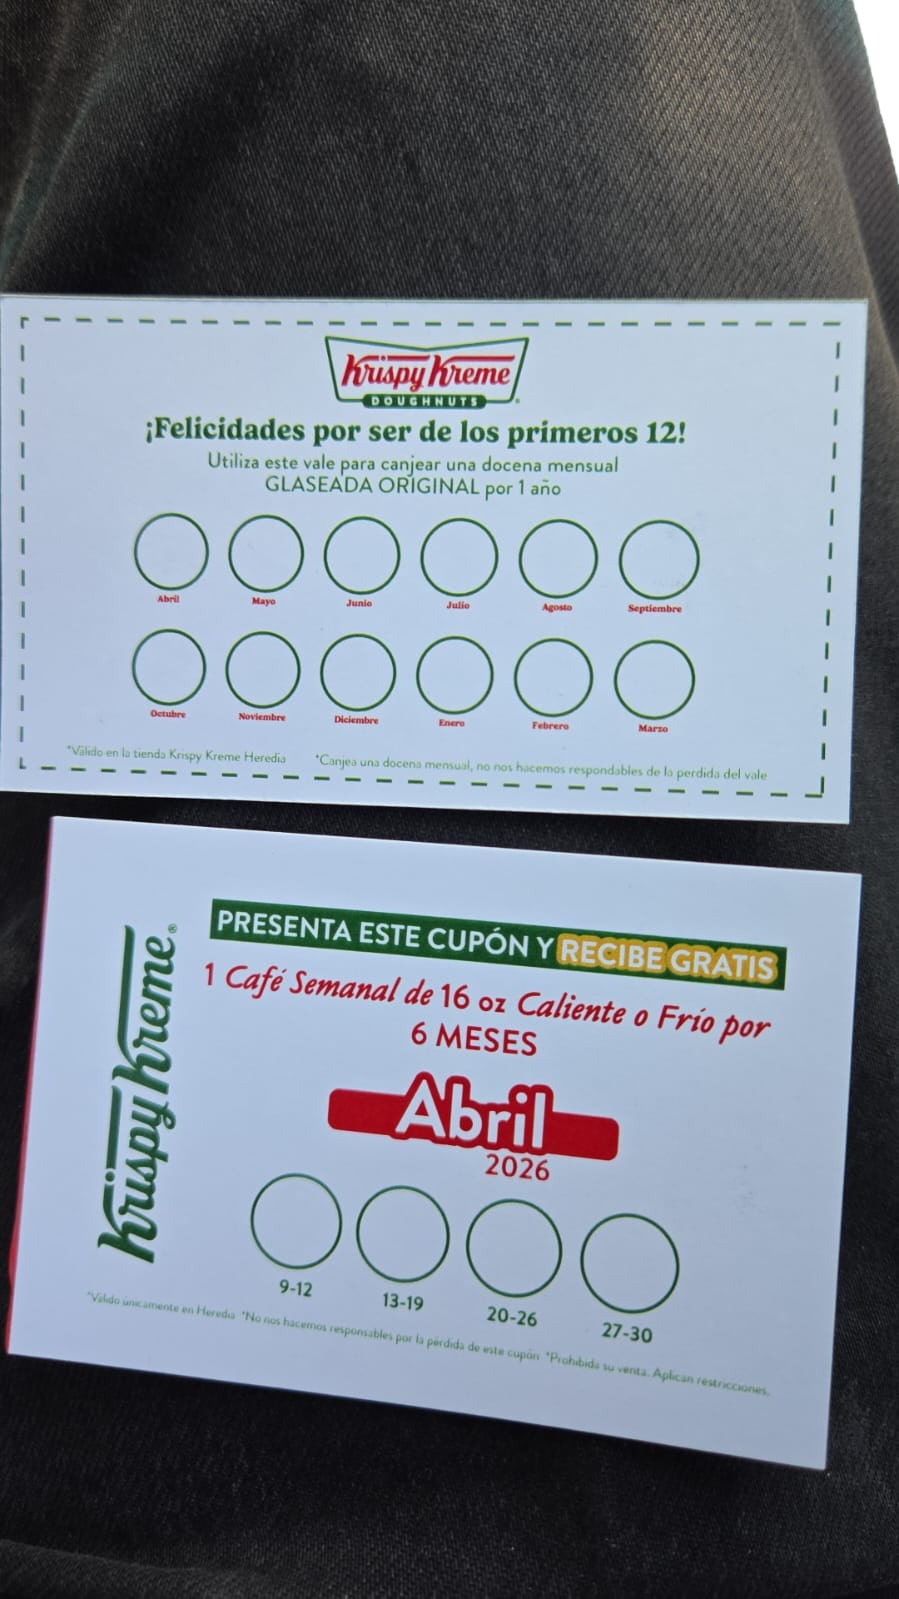 Krispy Kreme
DOUGHNUTS
¡Felicidades por ser de los primeros 12!
Utiliza este vale para canjear una docena mensual
GLASEADA ORIGINAL por 1 año
Abril Mayo Junio Julio Agosto Septiembre
Octubre Noviembre Diciembre Enero Febrero Marzo
*Válido en la tienda Krispy Kreme Heredia *Canjea una docena mensual, no nos hacemos respondables de la perdida del vale
Krispy Kreme®
PRESENTA ESTE CUPÓN Y RECIBE GRATIS
1 Café Semanal de 16 oz Caliente o Frío por
6 MESES
Abril
2026
9-12 13-19 20-26 27-30
*Válido únicamente en Heredia *No nos hacemos responsables por la pérdida de este cupón *Prohibida su venta. Aplican restricciones.